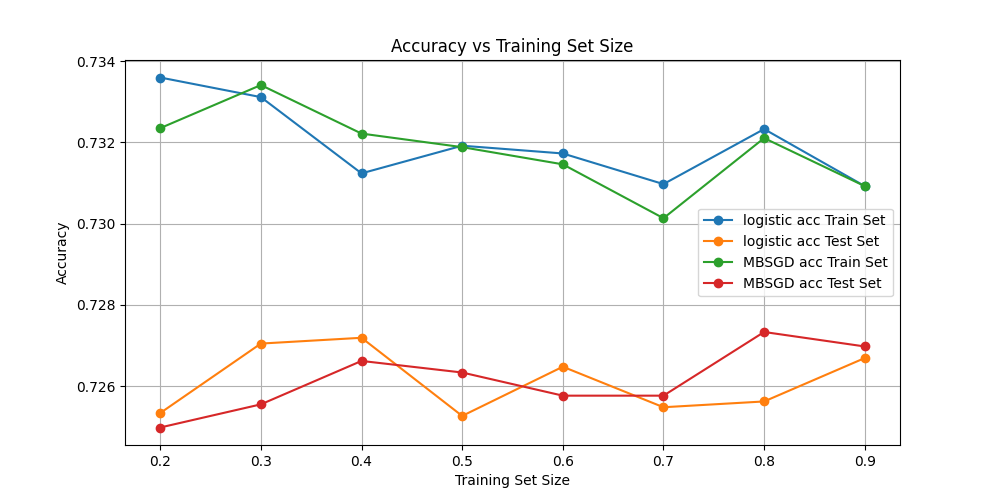 Accuracy vs Training Set Size
Accuracy
0.734
0.732
0.730
0.728
0.726
logistic acc Train Set
logistic acc Test Set
MBSGD acc Train Set
MBSGD acc Test Set
0.2 0.3 0.4 0.5 0.6 0.7 0.8 0.9
Training Set Size